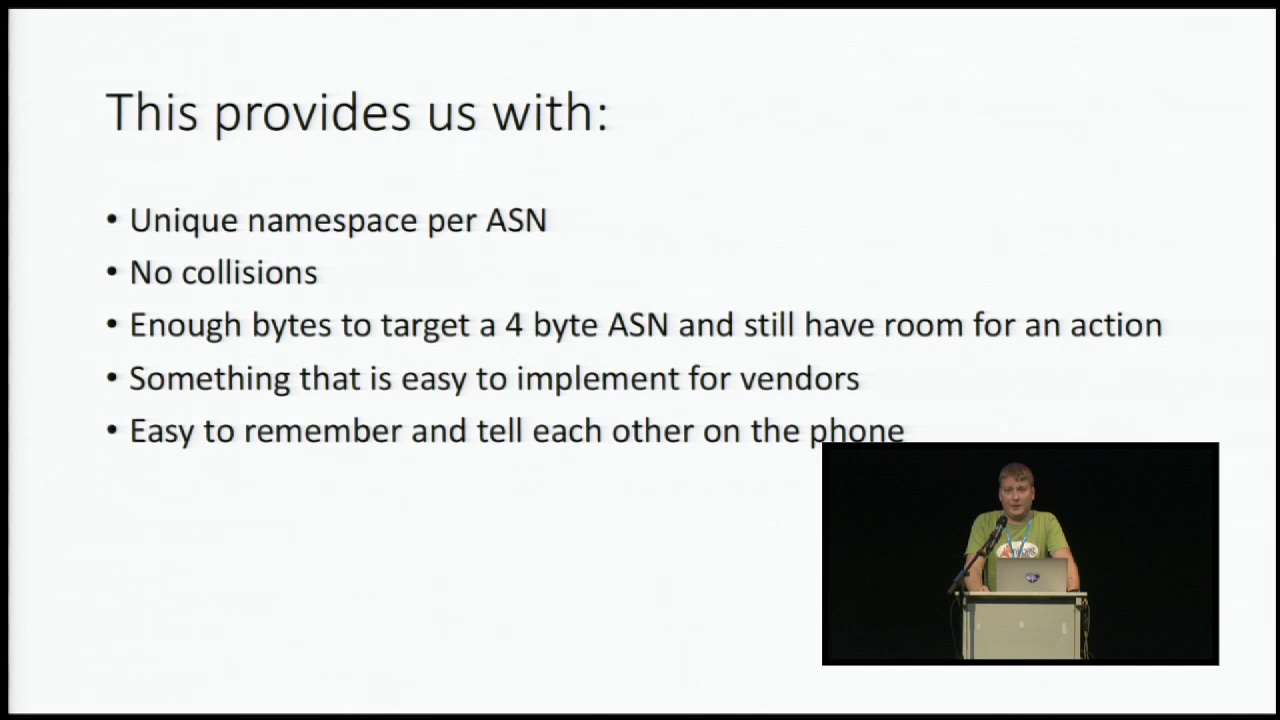 This provides us with:
• Unique namespace per ASN
• No collisions
• Enough bytes to target a 4 byte ASN and still have room for an action
• Something that is easy to implement for vendors
• Easy to remember and tell each other on the phone